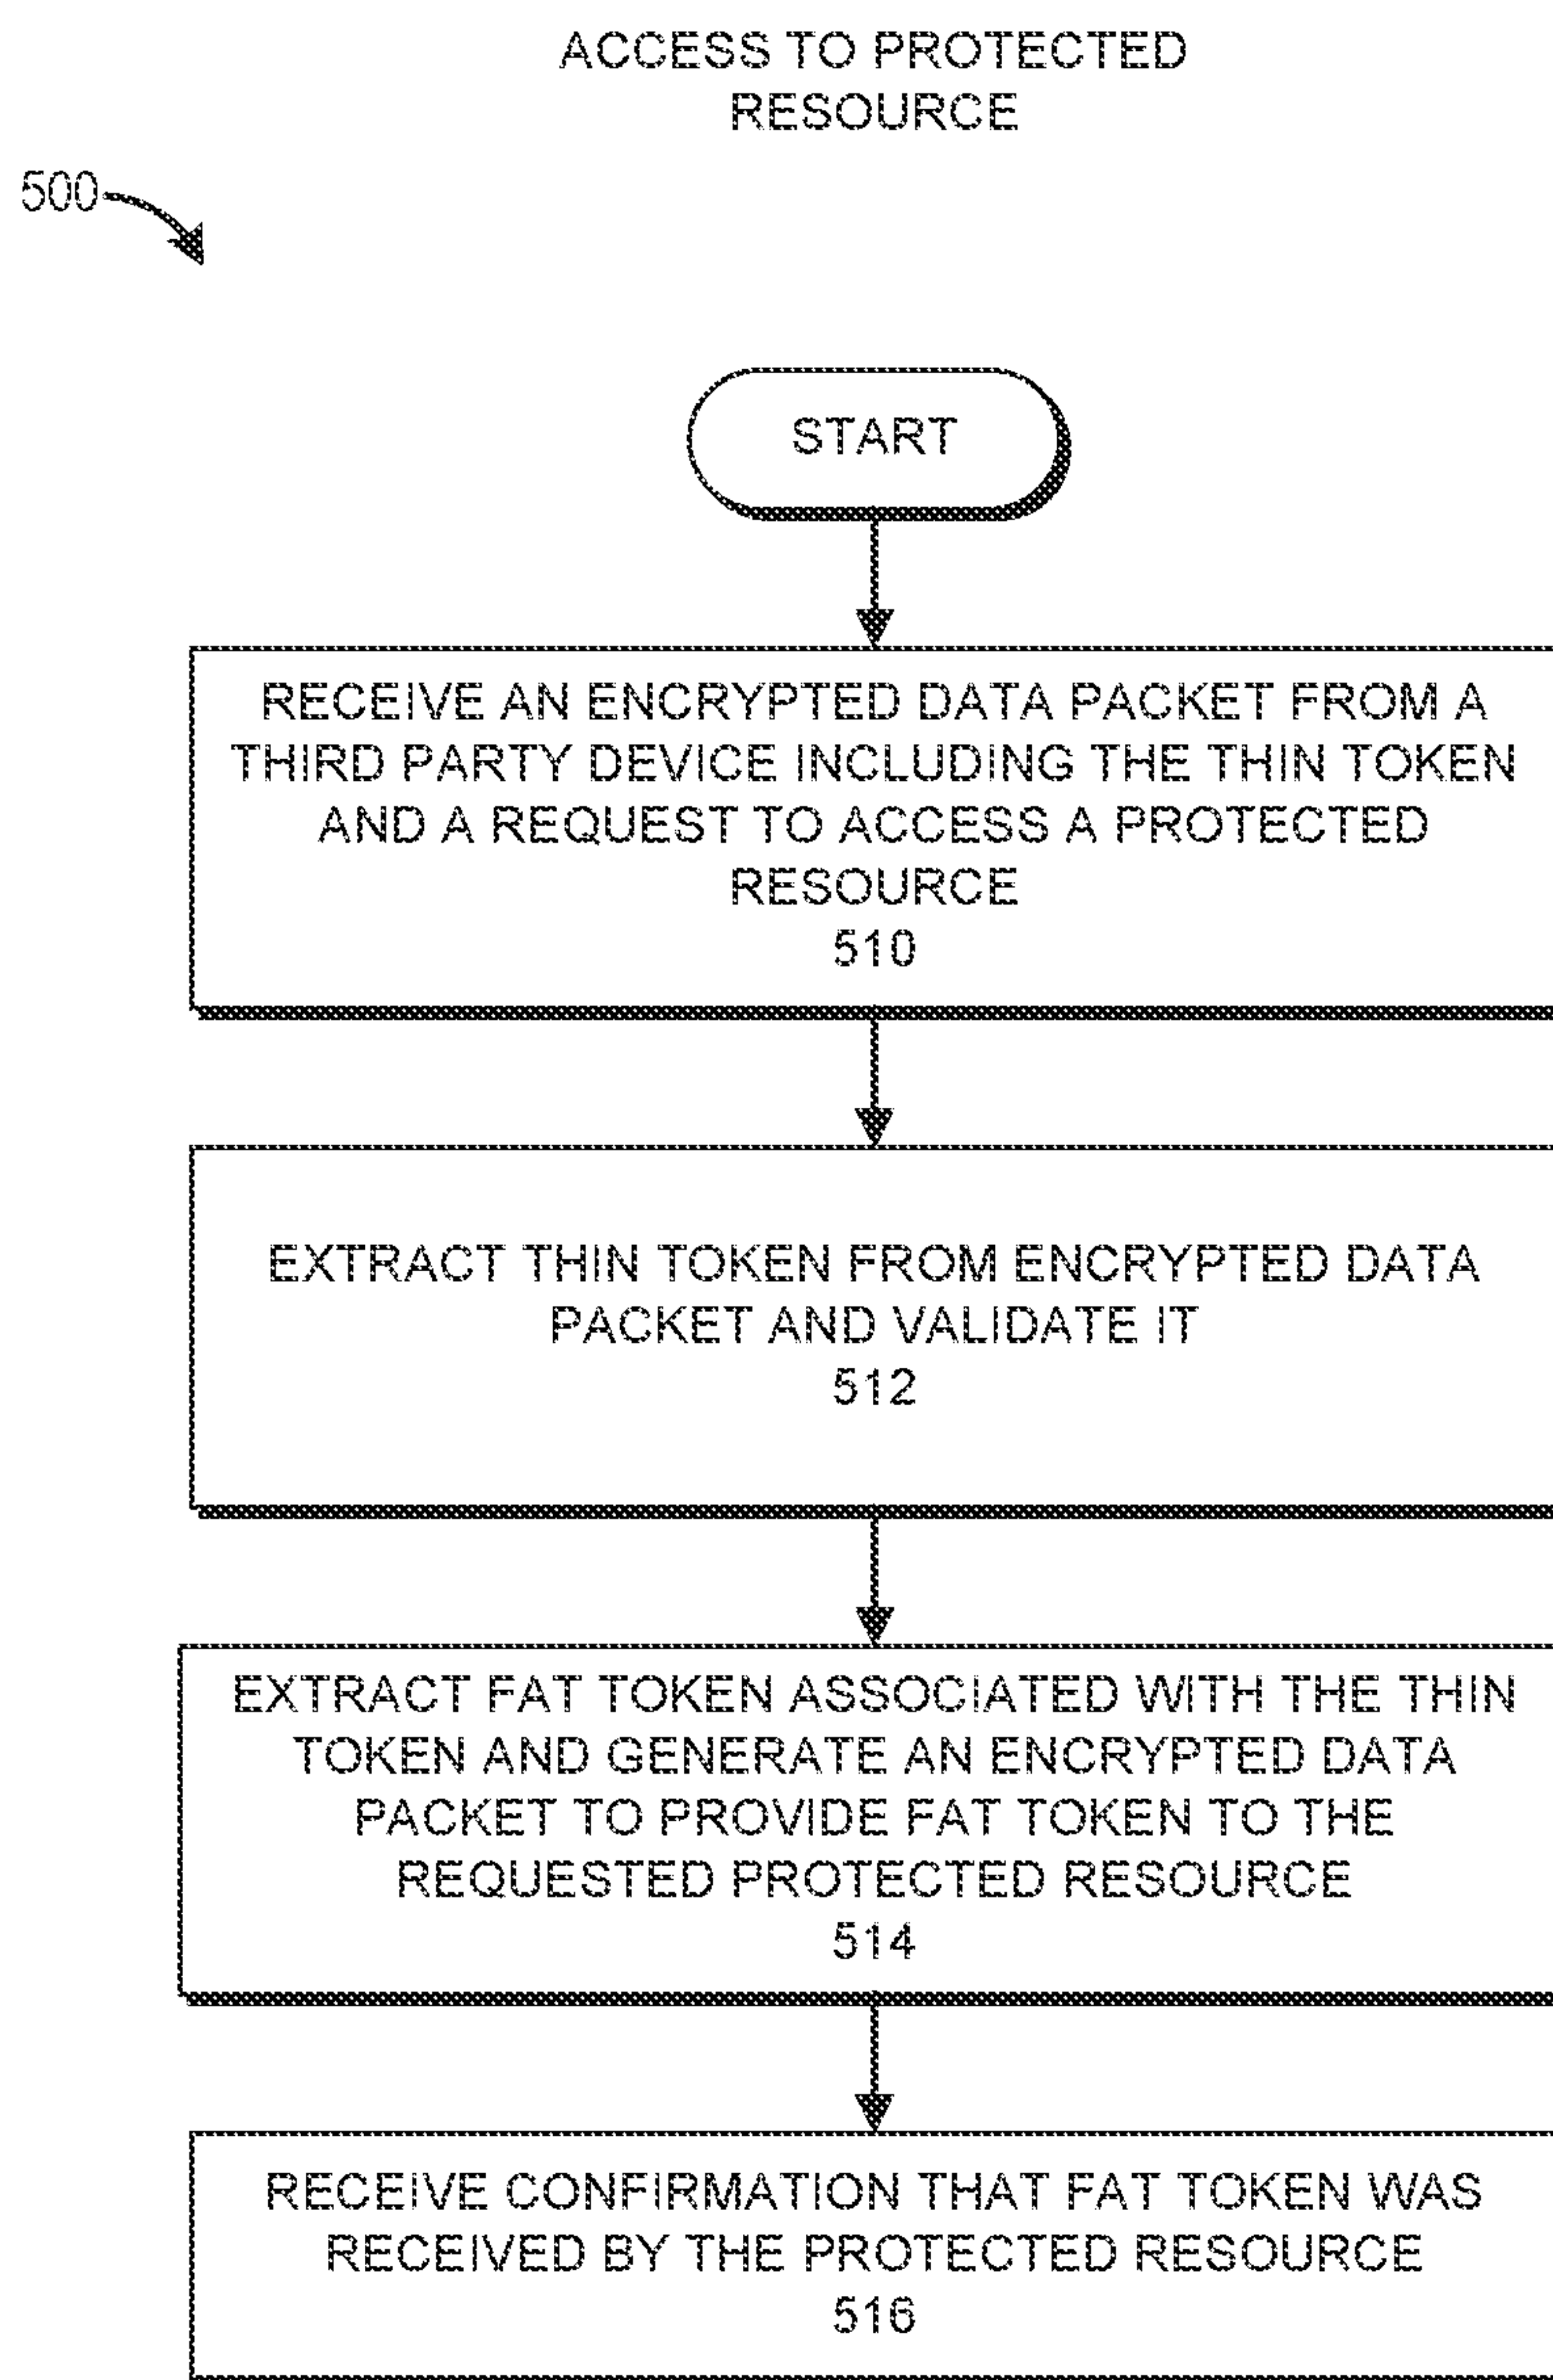 ACCESS TO PROTECTED
RESOURCE
500
START
RECEIVE AN ENCRYPTED DATA PACKET FROM A
THIRD PARTY DEVICE INCLUDING THE THIN TOKEN
AND A REQUEST TO ACCESS A PROTECTED
RESOURCE
510
EXTRACT THIN TOKEN FROM ENCRYPTED DATA
PACKET AND VALIDATE IT
512
EXTRACT FAT TOKEN ASSOCIATED WITH THE THIN
TOKEN AND GENERATE AN ENCRYPTED DATA
PACKET TO PROVIDE FAT TOKEN TO THE
REQUESTED PROTECTED RESOURCE
514
RECEIVE CONFIRMATION THAT FAT TOKEN WAS
RECEIVED BY THE PROTECTED RESOURCE
516